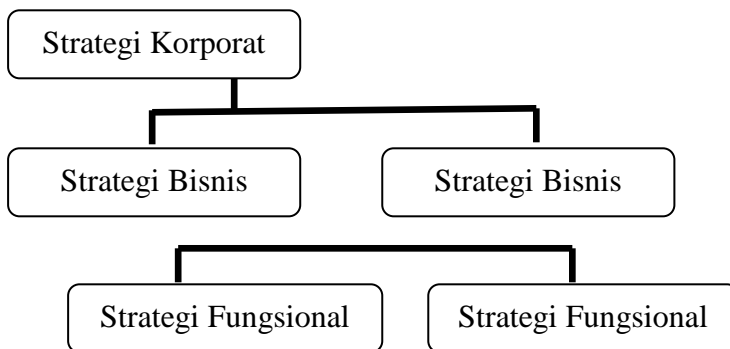 Strategi Korporat
Strategi Bisnis
Strategi Bisnis
Strategi Fungsional
Strategi Fungsional